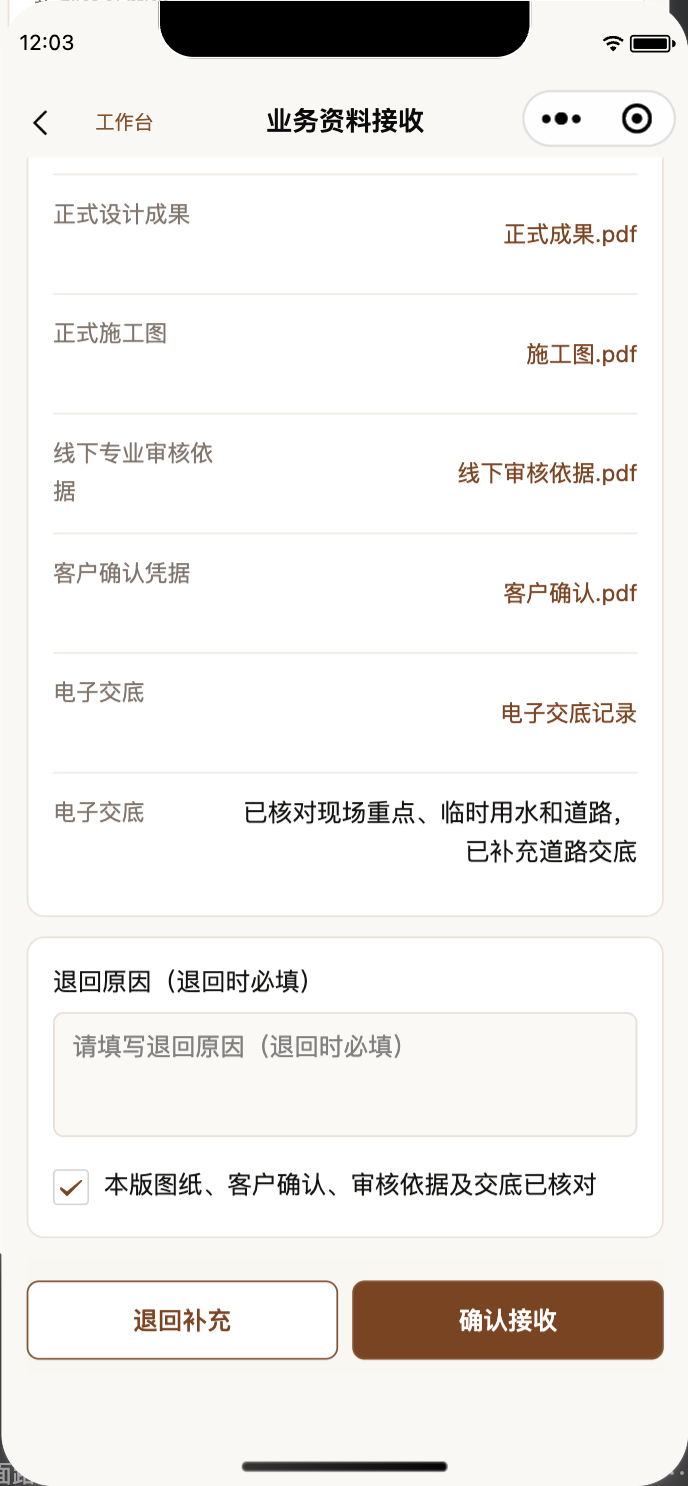 12:03
工作台
业务资料接收
正式设计成果
正式成果.pdf
正式施工图
施工图.pdf
线下专业审核依
据
线下审核依据.pdf
客户确认凭据
客户确认.pdf
电子交底
电子交底记录
电子交底
已核对现场重点、临时用水和道路，
已补充道路交底
退回原因（退回时必填）
请填写退回原因（退回时必填）
本版图纸、客户确认、审核依据及交底已核对
退回补充
确认接收